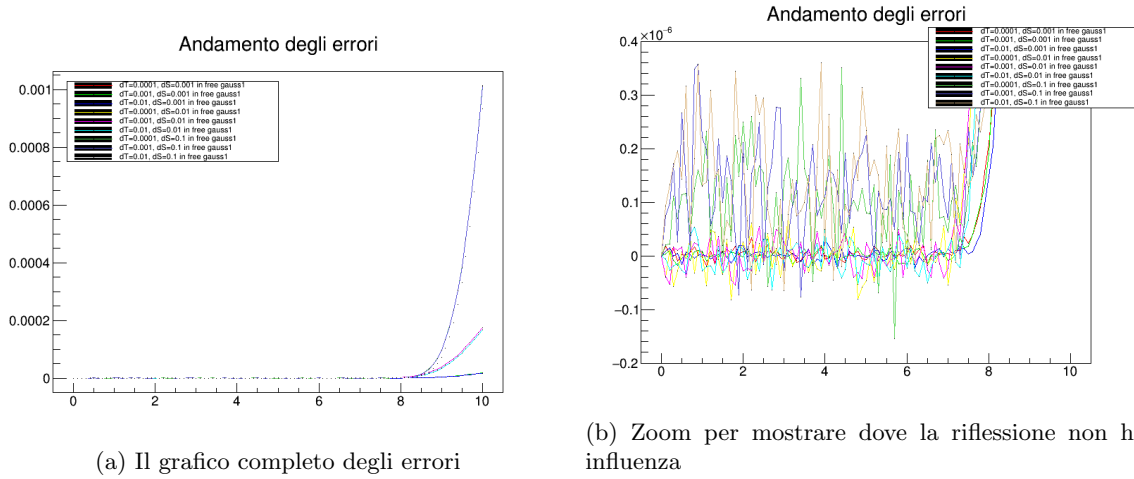 Andamento degli errori
0.001
0.0008
0.0006
0.0004
0.0002
0
dT=0.0001, dS=0.001 in free gauss1
dT=0.001, dS=0.001 in free gauss1
dT=0.01, dS=0.001 in free gauss1
dT=0.0001, dS=0.01 in free gauss1
dT=0.001, dS=0.01 in free gauss1
dT=0.01, dS=0.01 in free gauss1
dT=0.0001, dS=0.1 in free gauss1
dT=0.001, dS=0.1 in free gauss1
dT=0.01, dS=0.1 in free gauss1
0 2 4 6 8 10
(a) Il grafico completo degli errori
Andamento degli errori
×10⁻⁶
0.4
0.3
0.2
0.1
0
−0.1
−0.2
dT=0.0001, dS=0.001 in free gauss1
dT=0.001, dS=0.001 in free gauss1
dT=0.01, dS=0.001 in free gauss1
dT=0.0001, dS=0.01 in free gauss1
dT=0.001, dS=0.01 in free gauss1
dT=0.01, dS=0.01 in free gauss1
dT=0.0001, dS=0.1 in free gauss1
dT=0.001, dS=0.1 in free gauss1
dT=0.01, dS=0.1 in free gauss1
0 2 4 6 8 10
(b) Zoom per mostrare dove la riflessione non h
influenza